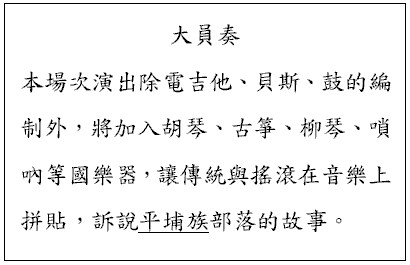 大員奏
本場次演出除電吉他、貝斯、鼓的編
制外，將加入胡琴、古箏、柳琴、嗩
吶等國樂器，讓傳統與搖滾在音樂上
拼貼，訴說平埔族部落的故事。